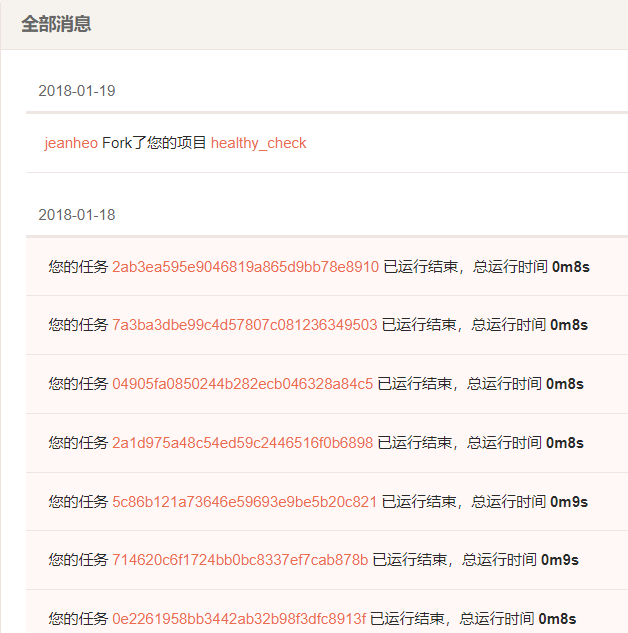 全部消息
2018-01-19
jeanheo Fork了您的项目 healthy_check
2018-01-18
您的任务 2ab3ea595e9046819a865d9bb78e8910 已运行结束，总运行时间 0m8s
您的任务 7a3ba3dbe99c4d57807c081236349503 已运行结束，总运行时间 0m8s
您的任务 04905fa0850244b282ecb046328a84c5 已运行结束，总运行时间 0m8s
您的任务 2a1d975a48c54ed59c2446516f0b6898 已运行结束，总运行时间 0m8s
您的任务 5c86b121a73646e59693e9be5b20c821 已运行结束，总运行时间 0m9s
您的任务 714620c6f1724bb0bc8337ef7cab878b 已运行结束，总运行时间 0m9s
您的任务 0e2261958bb3442ab32b98f3dfc8913f 已运行结束，总运行时间 0m8s